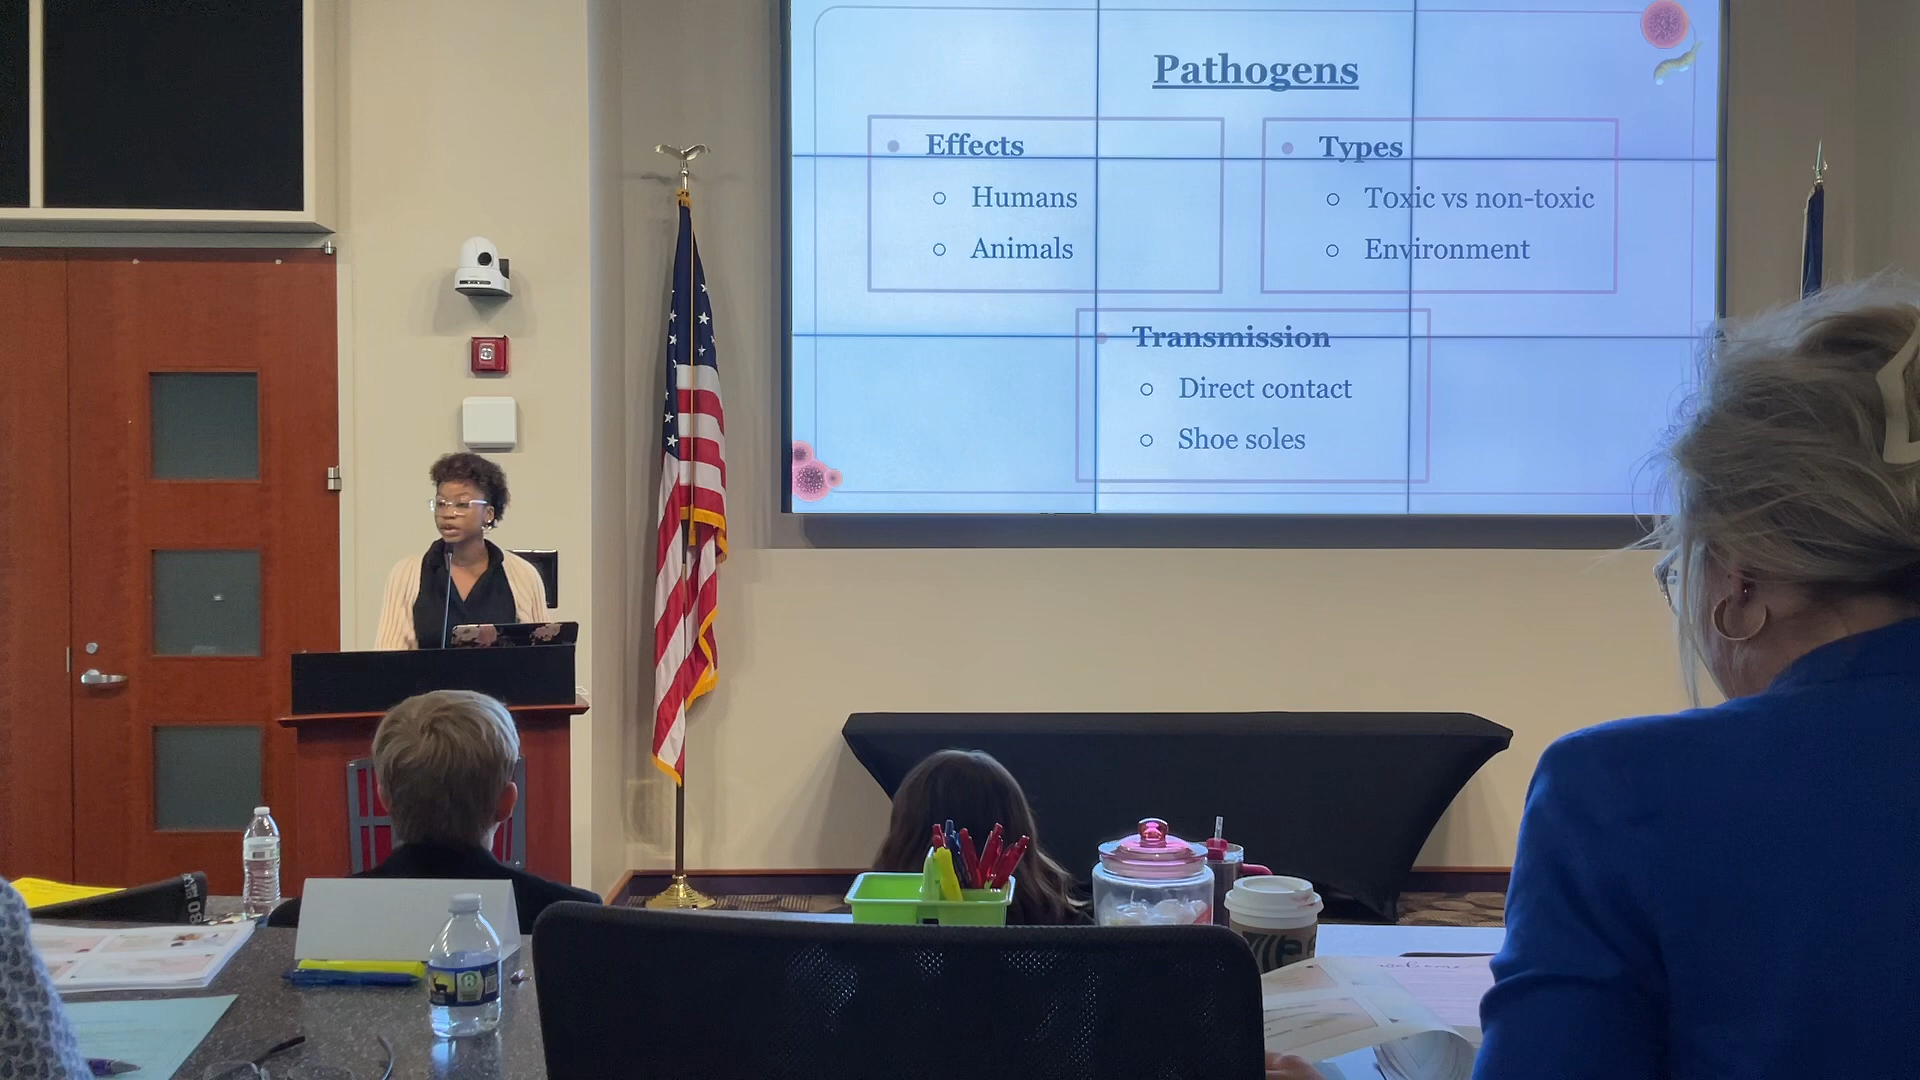 Pathogens
Effects
Humans
Animals
Types
Toxic vs non-toxic
Environment
Transmission
Direct contact
Shoe soles